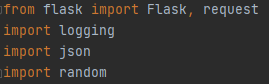 from flask import Flask, request
import logging
import json
import random